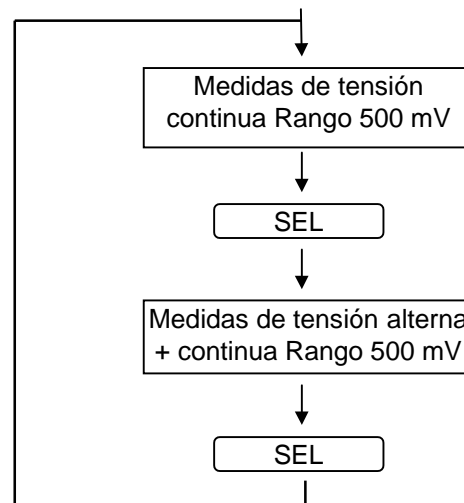 Medidas de tensión
continua Rango 500 mV
SEL
Medidas de tensión alterna
+ continua Rango 500 mV
SEL